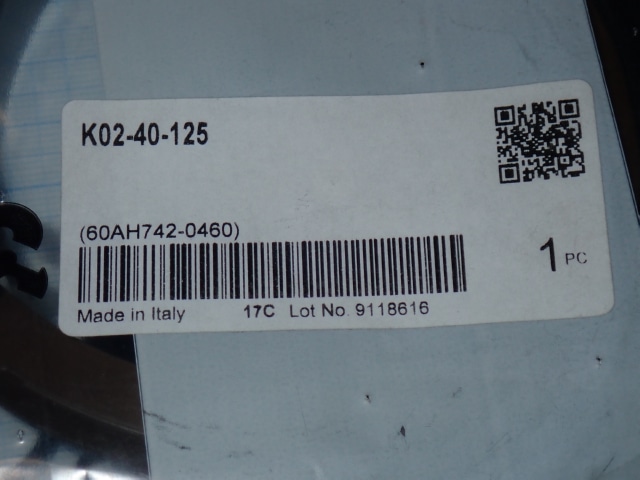 K02-40-125
(60AH742-0460)
1 PC
Made in Italy 17C Lot No. 9118616